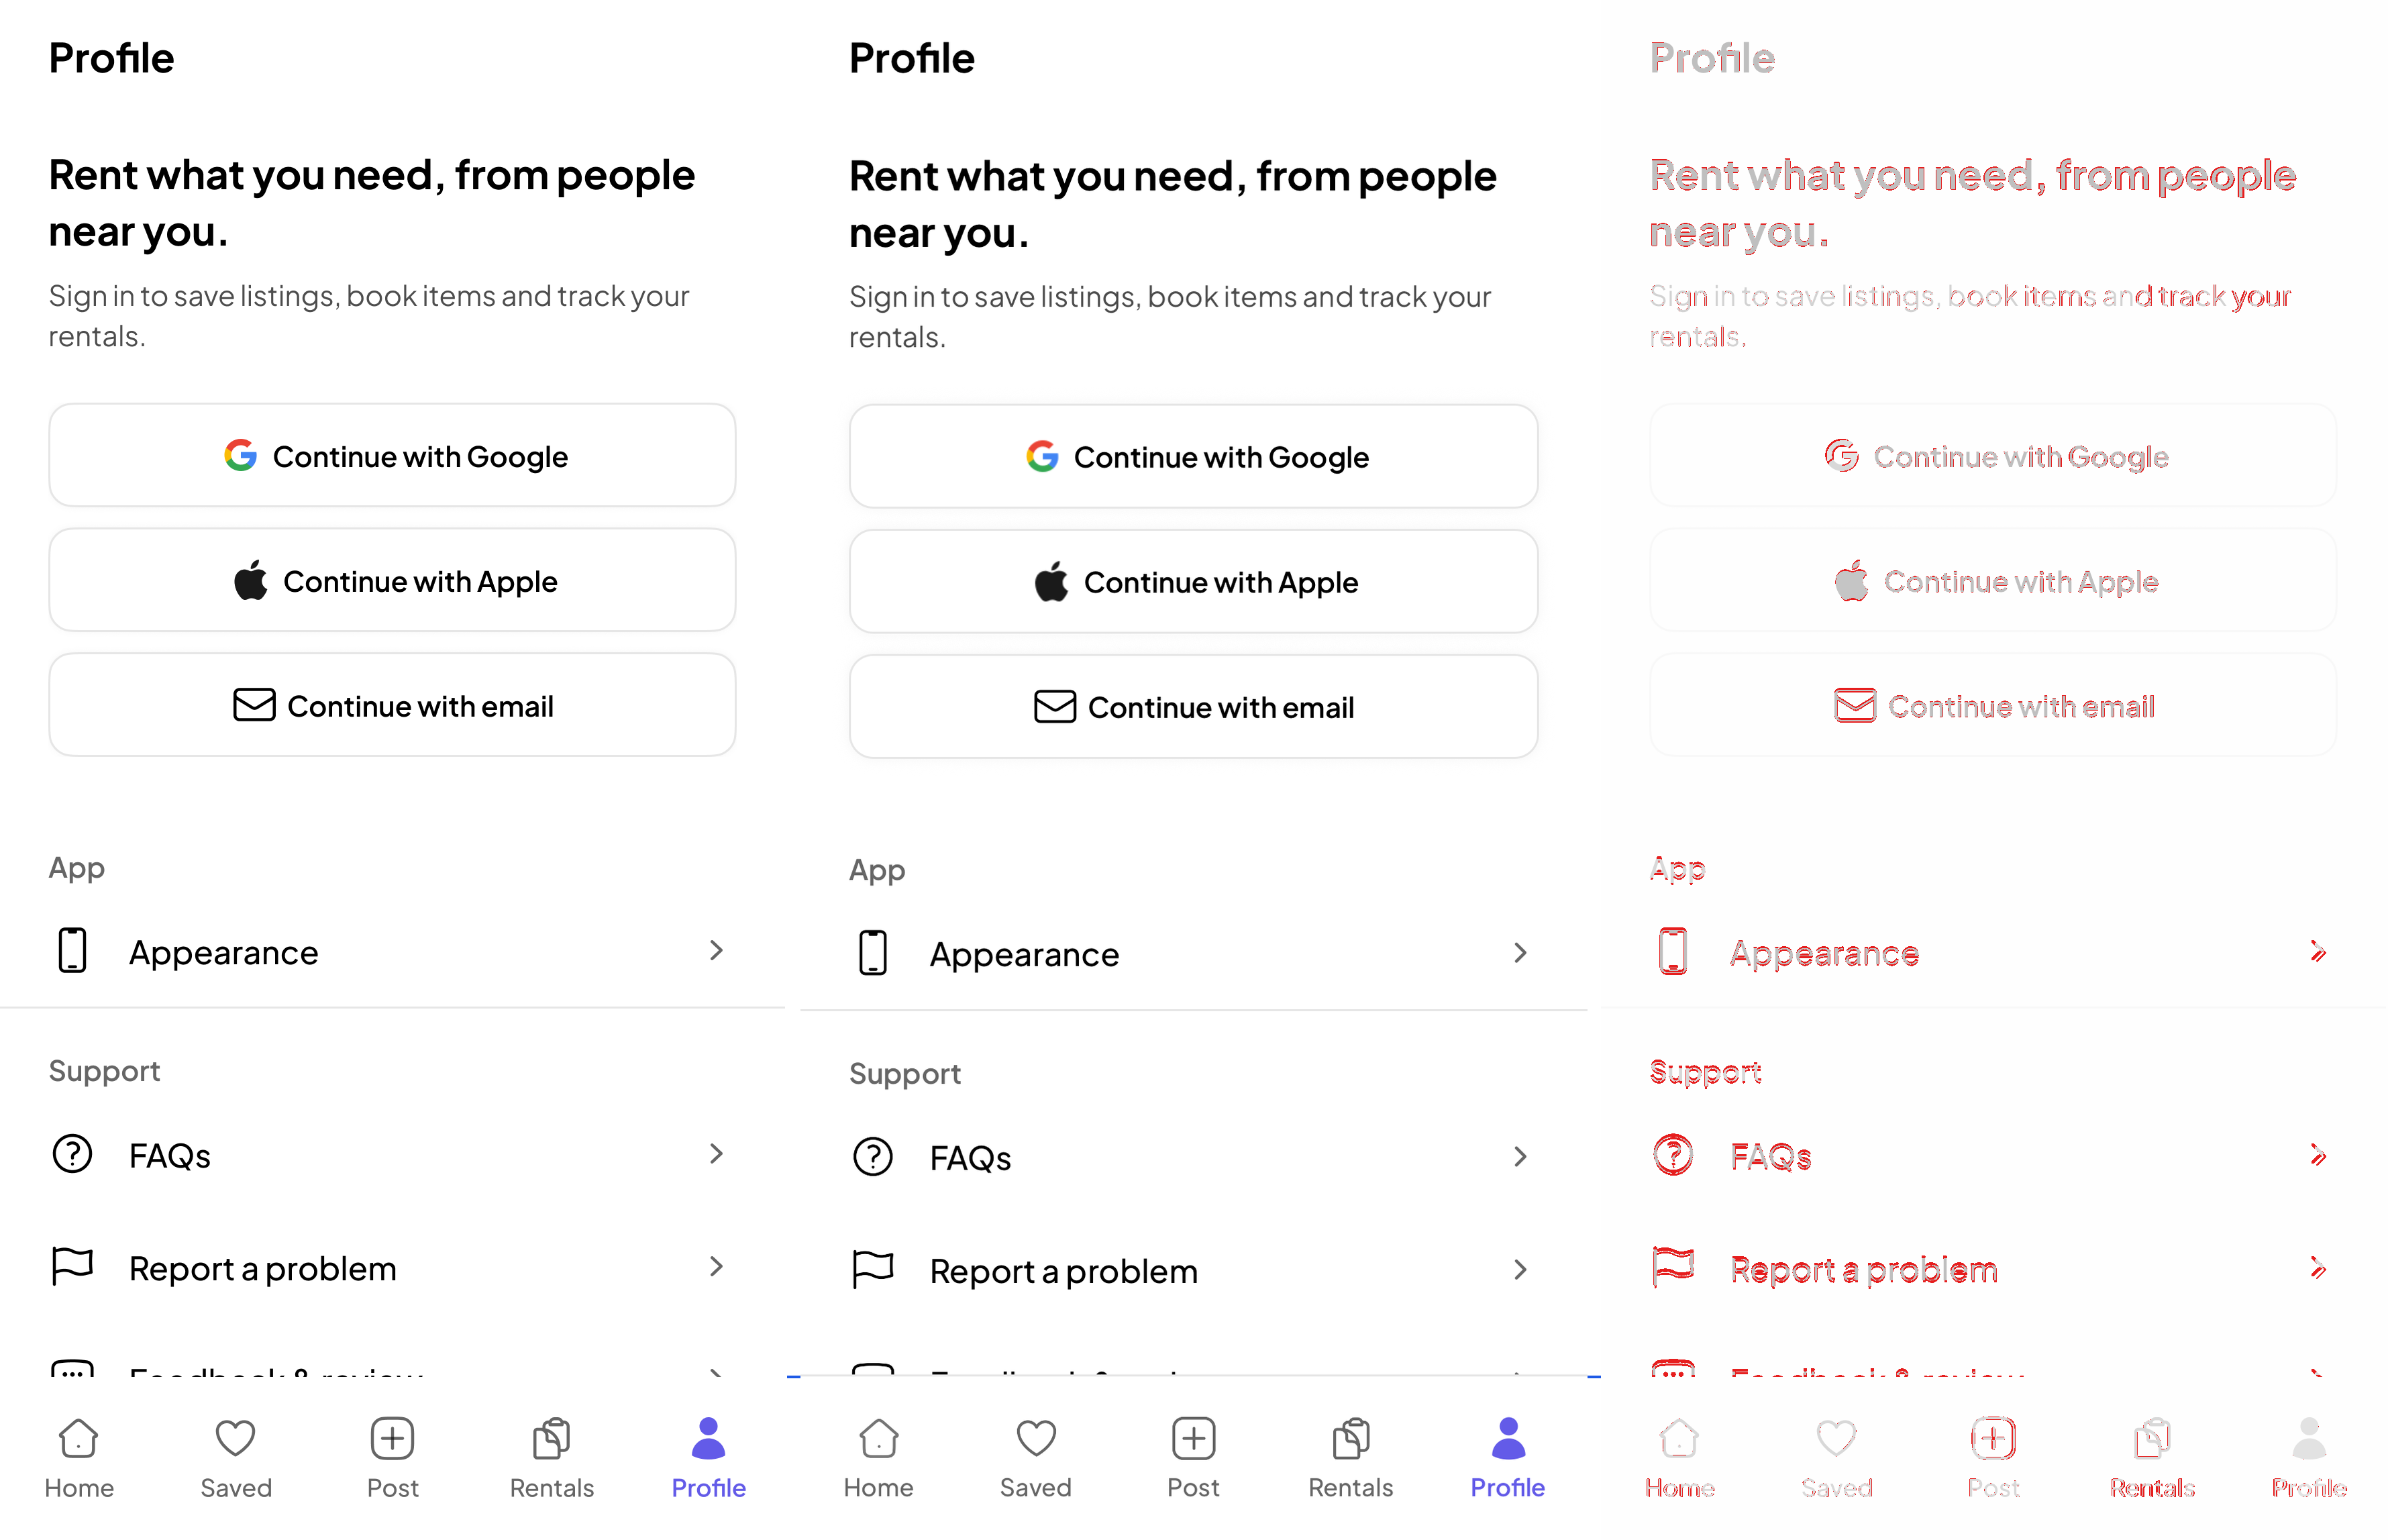 Profile
Rent what you need, from people
near you.
Sign in to save listings, book items and track your
rentals.
Continue with Google
Continue with Apple
Continue with email
App
Appearance
Support
FAQs
Report a problem
Feedback & review
Home
Saved
Post
Rentals
Profile
Profile
Rent what you need, from people
near you.
Sign in to save listings, book items and track your
rentals.
Continue with Google
Continue with Apple
Continue with email
App
Appearance
Support
FAQs
Report a problem
Home
Saved
Post
Rentals
Profile
Profile
Rent what you need, from people
near you.
Sign in to save listings, book items and track your
rentals.
Continue with Google
Continue with Apple
Continue with email
App
Appearance
Support
FAQs
Report a problem
Feedback & review
Home
Saved
Post
Rentals
Profile